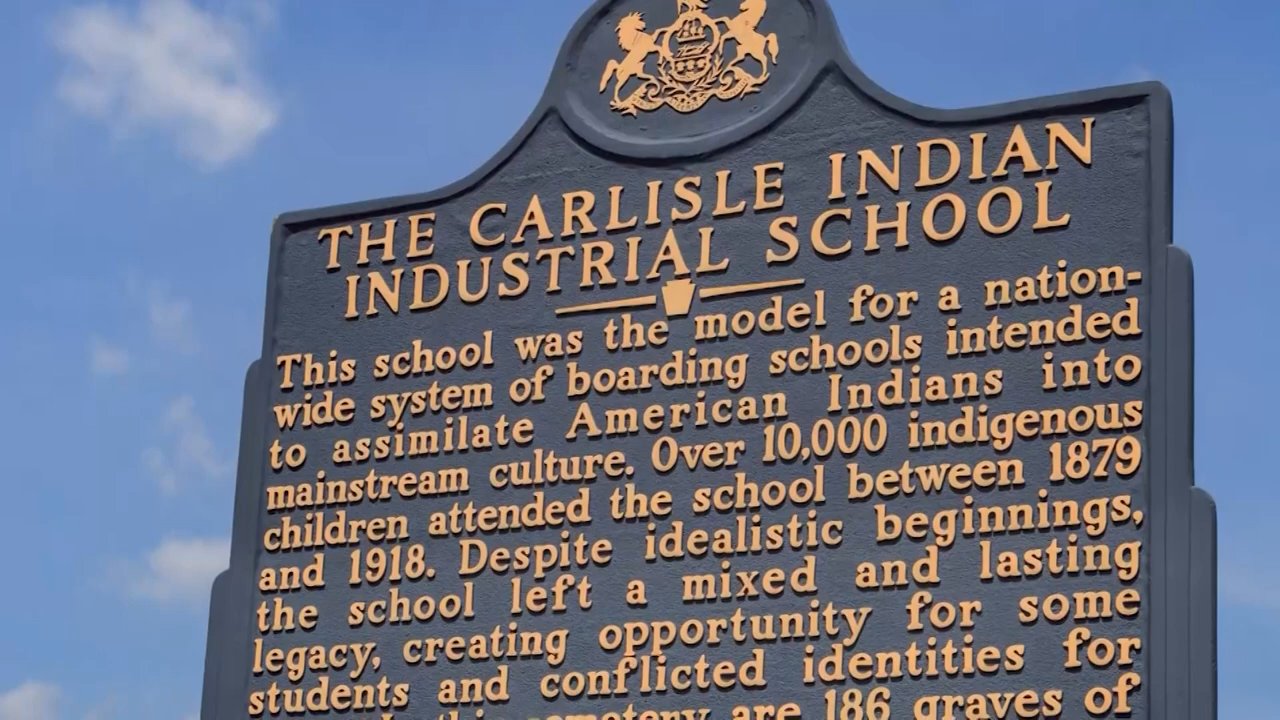 THE CARLISLE INDIAN
INDUSTRIAL SCHOOL
This school was the model for a nation-
wide system of boarding schools intended
to assimilate American Indians into
mainstream culture. Over 10,000 indigenous
children attended the school between 1879
and 1918. Despite idealistic beginnings,
the school left a mixed and lasting
legacy, creating opportunity for some
students and conflicted identities for
this cemetery are 186 graves of